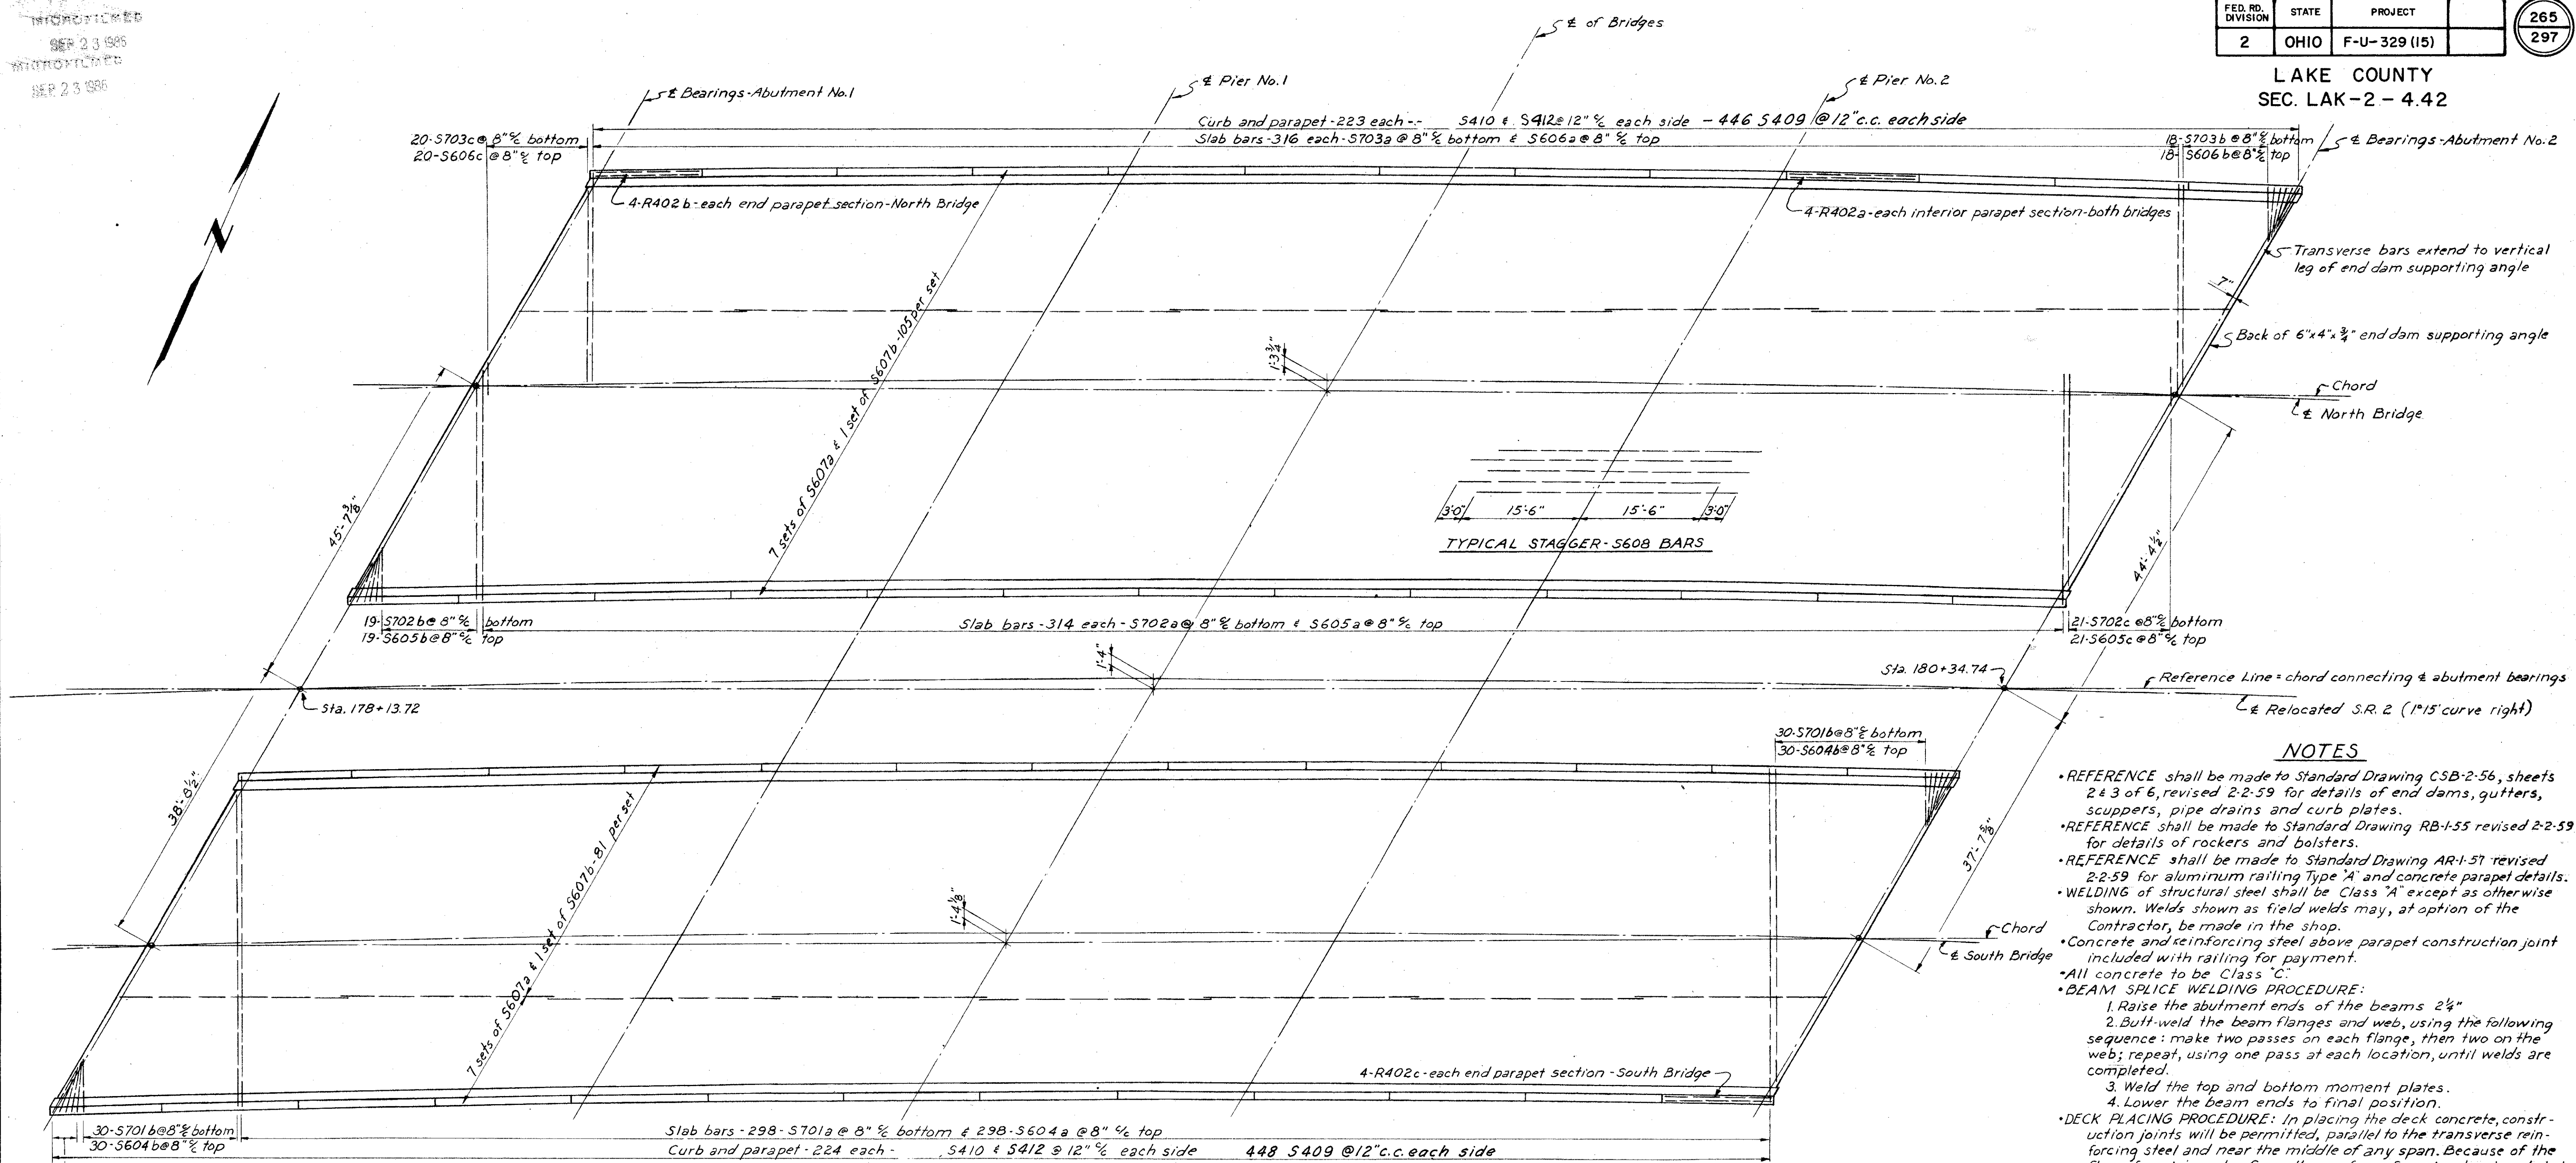 MICROFILMED
SEP 23 1985
MICROFILMED
SEP 23 1986
FED. RD. DIVISION STATE PROJECT
2 OHIO F-U-329 (15)
265
297
LAKE COUNTY
SEC. LAK-2-4.42
℄ of Bridges
℄ Bearings-Abutment No.1
℄ Pier No.1
℄ Pier No.2
Curb and parapet-223 each-- S410 & S412@12" c/c each side - 446 S409 @12"c.c. each side
Slab bars-316 each-S703a @ 8" c/c bottom & S606a@8" c/c top
20-S703c@8" c/c bottom
20-S606c@8" c/c top
18-S703b@8" c/c bottom
18-S606b@8" c/c top
℄ Bearings-Abutment No.2
4-R402b-each end parapet section-North Bridge
4-R402a-each interior parapet section-both bridges
N
Transverse bars extend to vertical
leg of end dam supporting angle
7"
Back of 6"x4"x3/4" end dam supporting angle
7 sets of S607a & 1 set of S607b-105 per set
1'-3 3/4"
Chord
℄ North Bridge
45'-7 3/8"
3'-0" 15'-6" 15'-6" 3'-0"
TYPICAL STAGGER-S608 BARS
44'-4 1/2"
19-S702b@8" c/c bottom
19-S605b@8" c/c top
Slab bars-314 each-S702a@8" c/c bottom & S605a@8" c/c top
21-S702c@8" c/c bottom
21-S605c@8" c/c top
1'-4"
Sta. 178+13.72
Sta. 180+34.74
Reference Line = chord connecting ℄ abutment bearings
℄ Relocated S.R. 2 (1°15' curve right)
30-S701b@8" c/c bottom
30-S604b@8" c/c top
38'-8 1/2"
7 sets of S607a & 1 set of S607b-81 per set
1'-4 1/8"
37'-7 5/8"
Chord
℄ South Bridge
4-R402c-each end parapet section-South Bridge
30-S701b@8" c/c bottom
30-S604b@8" c/c top
Slab bars-298-S701a @ 8" c/c bottom & 298-S604a @8" c/c top
Curb and parapet-224 each- S410 & S412 @ 12" c/c each side 448 S409 @12"c.c. each side
NOTES
•REFERENCE shall be made to Standard Drawing CSB-2-56, sheets
2&3 of 6, revised 2-2-59 for details of end dams, gutters,
scuppers, pipe drains and curb plates.
•REFERENCE shall be made to Standard Drawing RB-1-55 revised 2-2-59
for details of rockers and bolsters.
•REFERENCE shall be made to Standard Drawing AR-1-57 revised
2-2-59 for aluminum railing Type "A" and concrete parapet details.
•WELDING of structural steel shall be Class "A" except as otherwise
shown. Welds shown as field welds may, at option of the
Contractor, be made in the shop.
•Concrete and reinforcing steel above parapet construction joint
included with railing for payment.
•All concrete to be Class "C".
•BEAM SPLICE WELDING PROCEDURE:
1. Raise the abutment ends of the beams 2 1/4"
2. Butt-weld the beam flanges and web, using the following
sequence: make two passes on each flange, then two on the
web; repeat, using one pass at each location, until welds are
completed.
3. Weld the top and bottom moment plates.
4. Lower the beam ends to final position.
•DECK PLACING PROCEDURE: In placing the deck concrete, constr-
uction joints will be permitted, parallel to the transverse rein-
forcing steel and near the middle of any span. Because of the